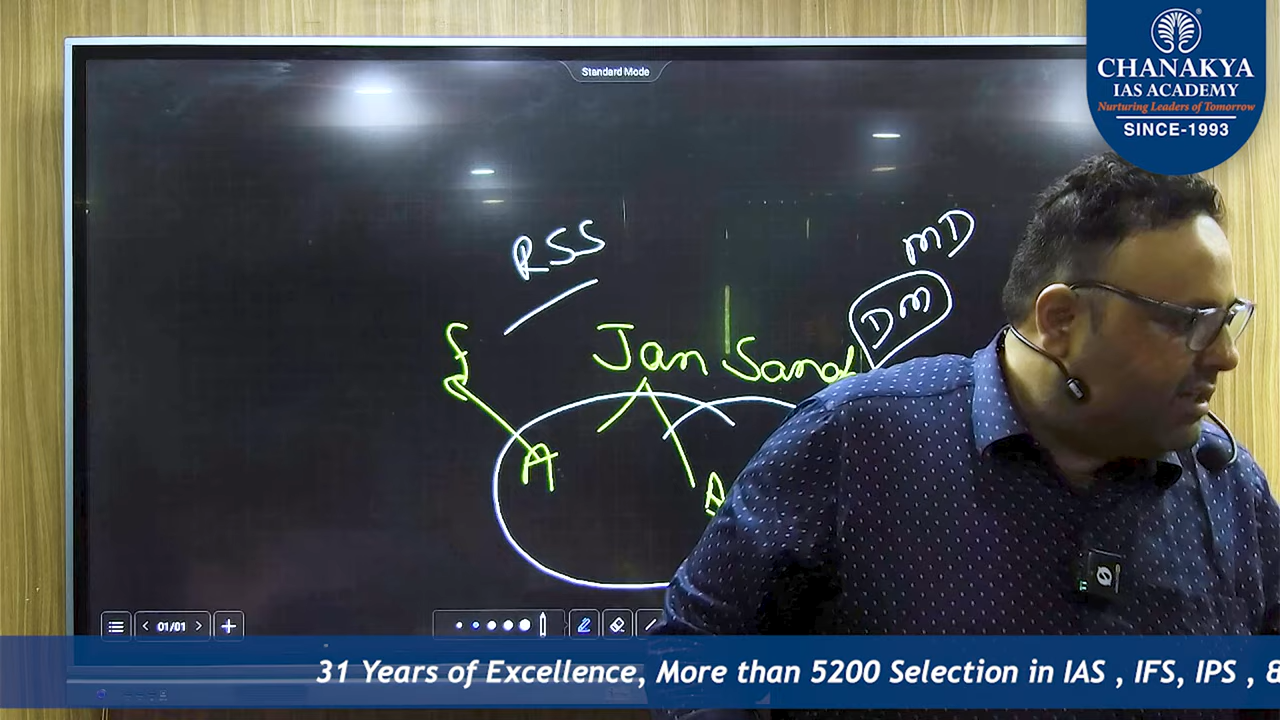 Standard Mode
CHANAKYA
IAS ACADEMY
Nurturing Leaders of Tomorrow
SINCE-1993
MD
RSS
DM
f
Jan Sand
A
A
01/01
31 Years of Excellence, More than 5200 Selection in IAS , IFS, IPS , &